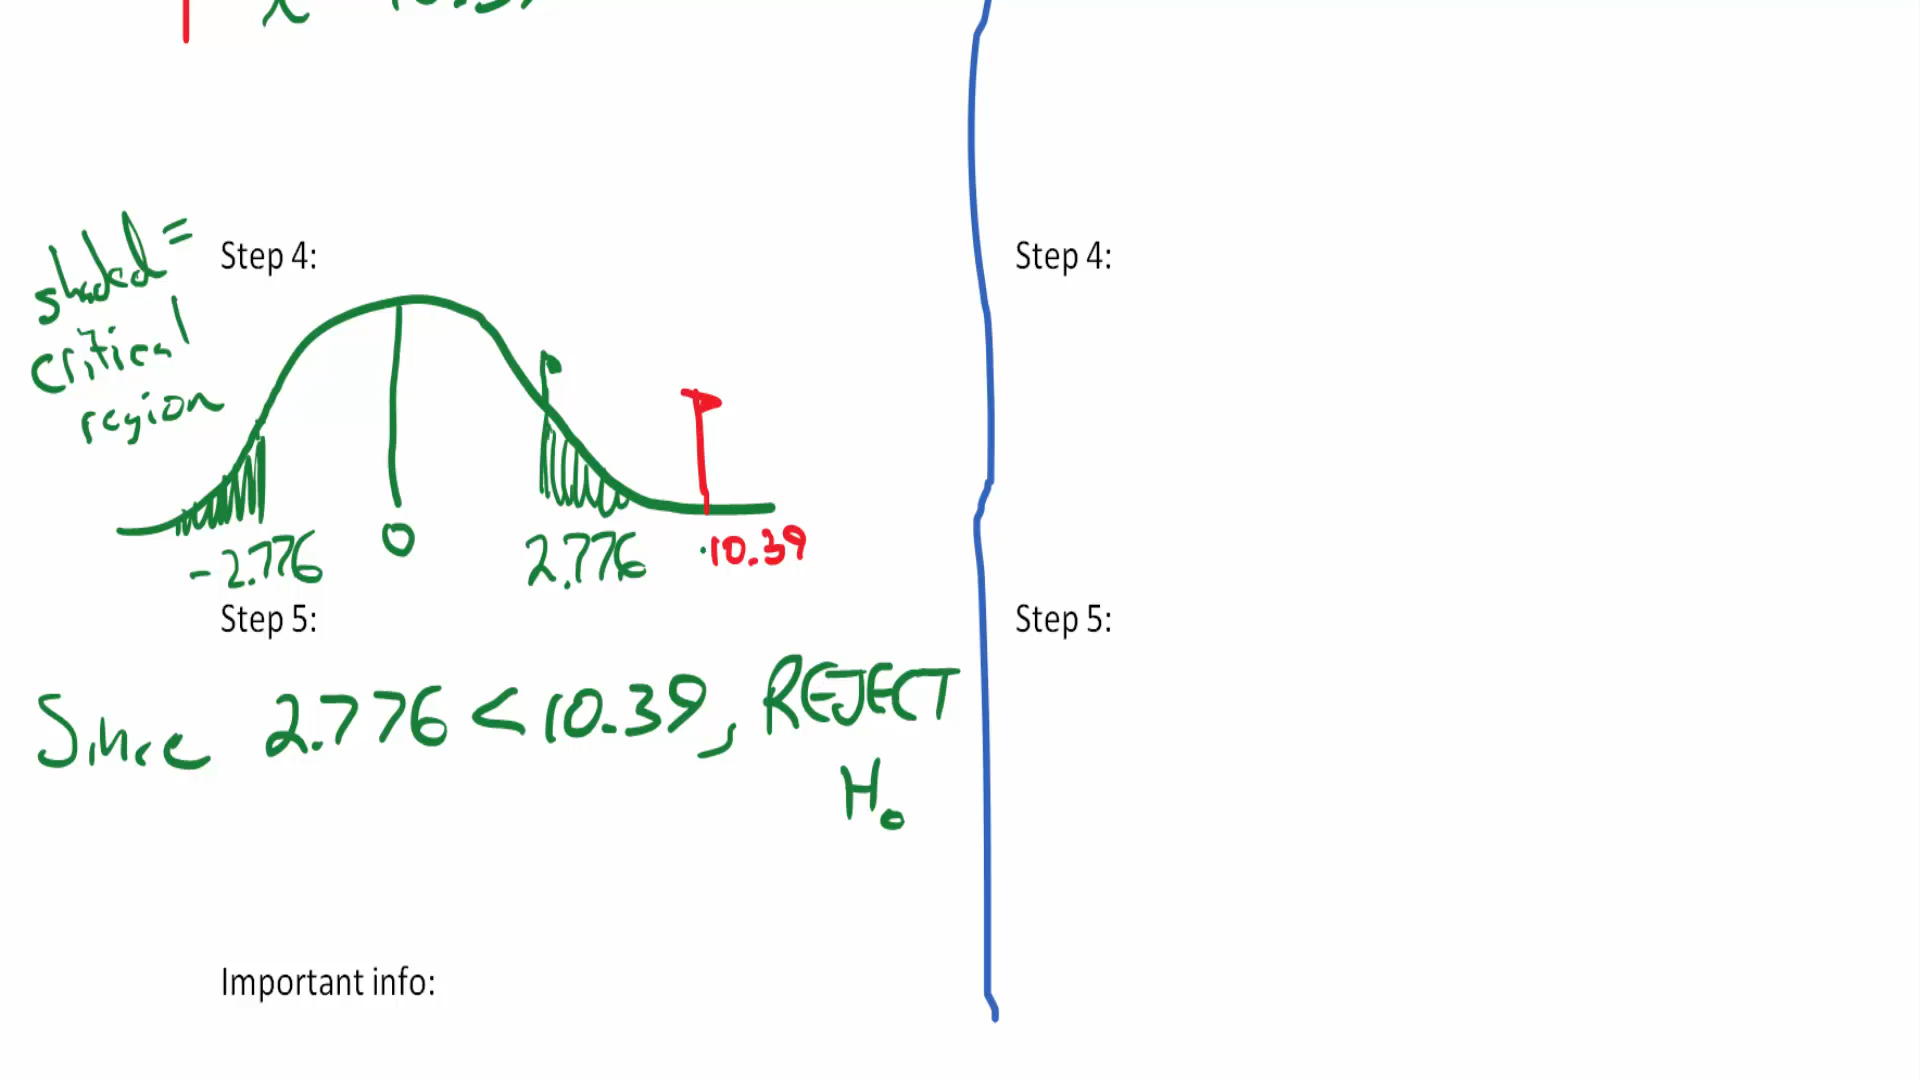 shaded =
critical
region
Step 4:
-2.776
0
2.776
10.39
Step 5:
Since 2.776 < 10.39, REJECT
H₀
Important info:
Step 4:
Step 5: